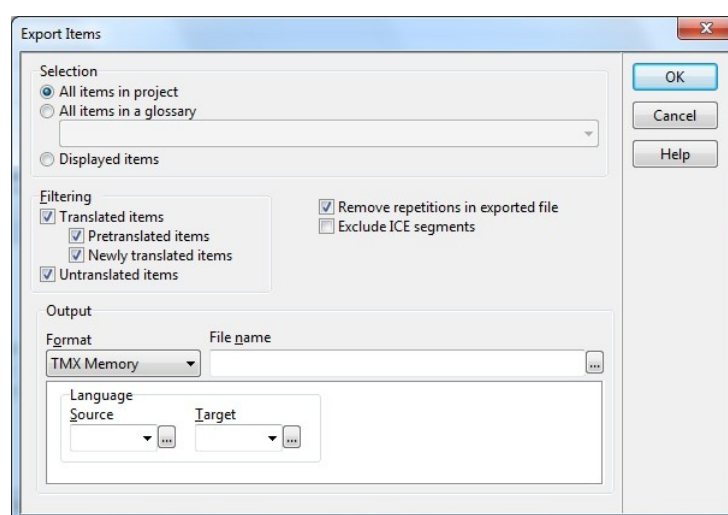 Export Items
Selection
All items in project
All items in a glossary
Displayed items
OK
Cancel
Help
Filtering
Translated items
Pretranslated items
Newly translated items
Untranslated items
Remove repetitions in exported file
Exclude ICE segments
Output
Format
File name
TMX Memory
...
Language
Source
Target
...
...